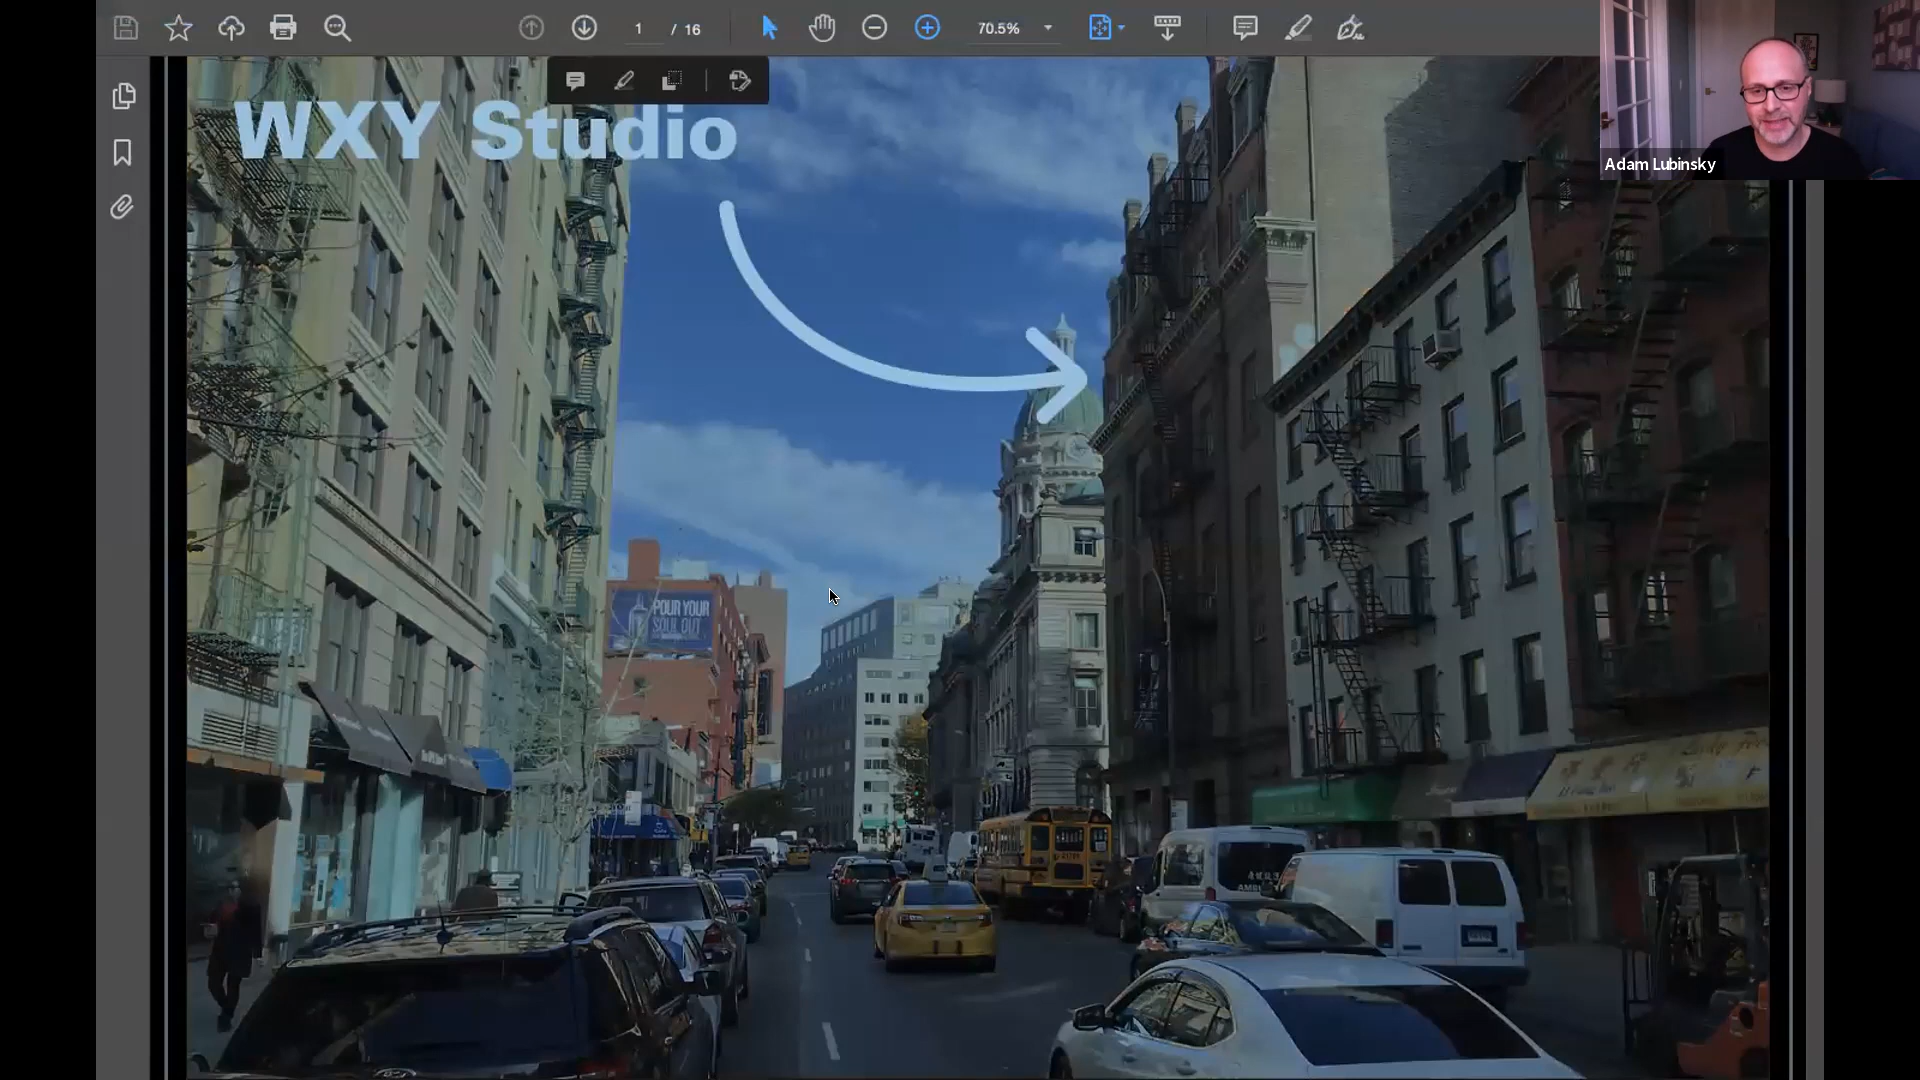 1 / 16
70.5%
WXY Studio
Adam Lubinsky
POUR YOUR
SOUL OUT